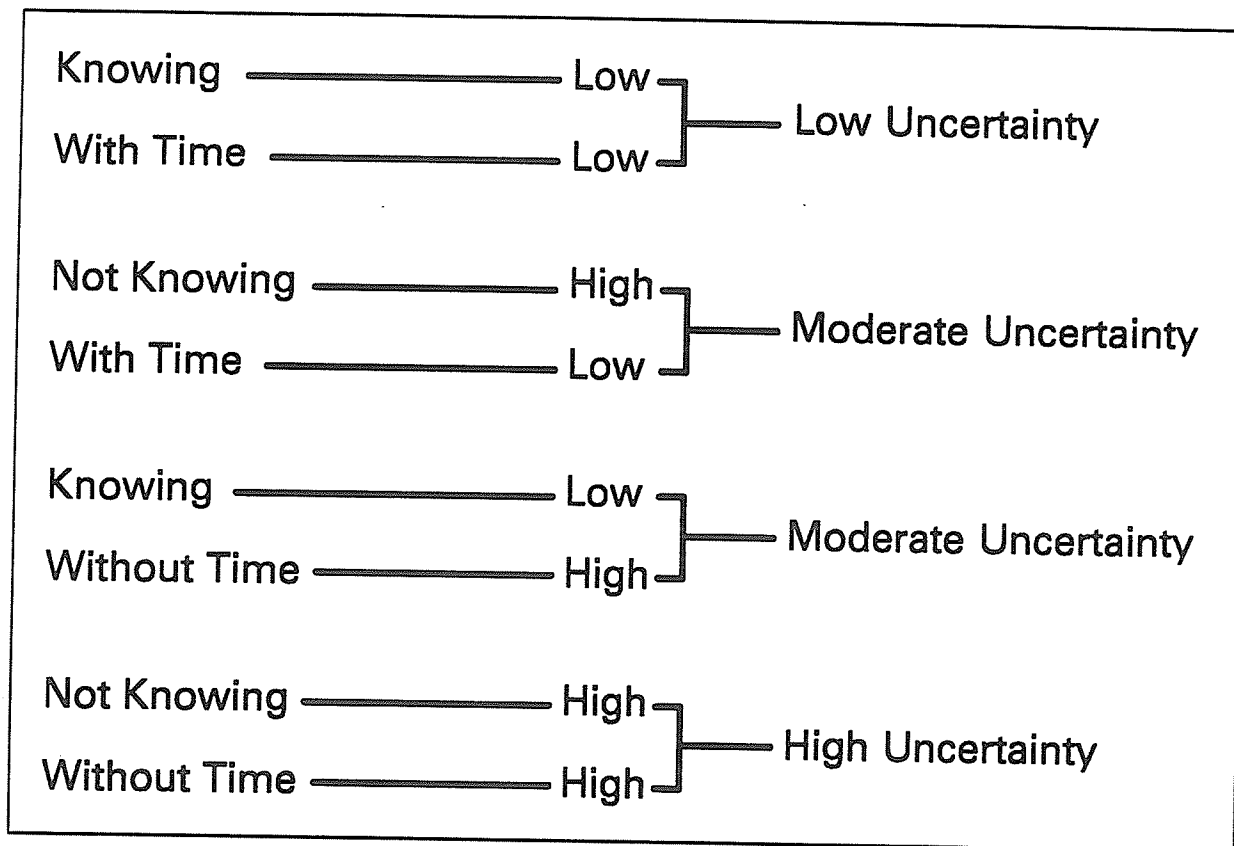 Knowing Low
Low Uncertainty
With Time Low
Not Knowing High
Moderate Uncertainty
With Time Low
Knowing Low
Moderate Uncertainty
Without Time High
Not Knowing High
High Uncertainty
Without Time High